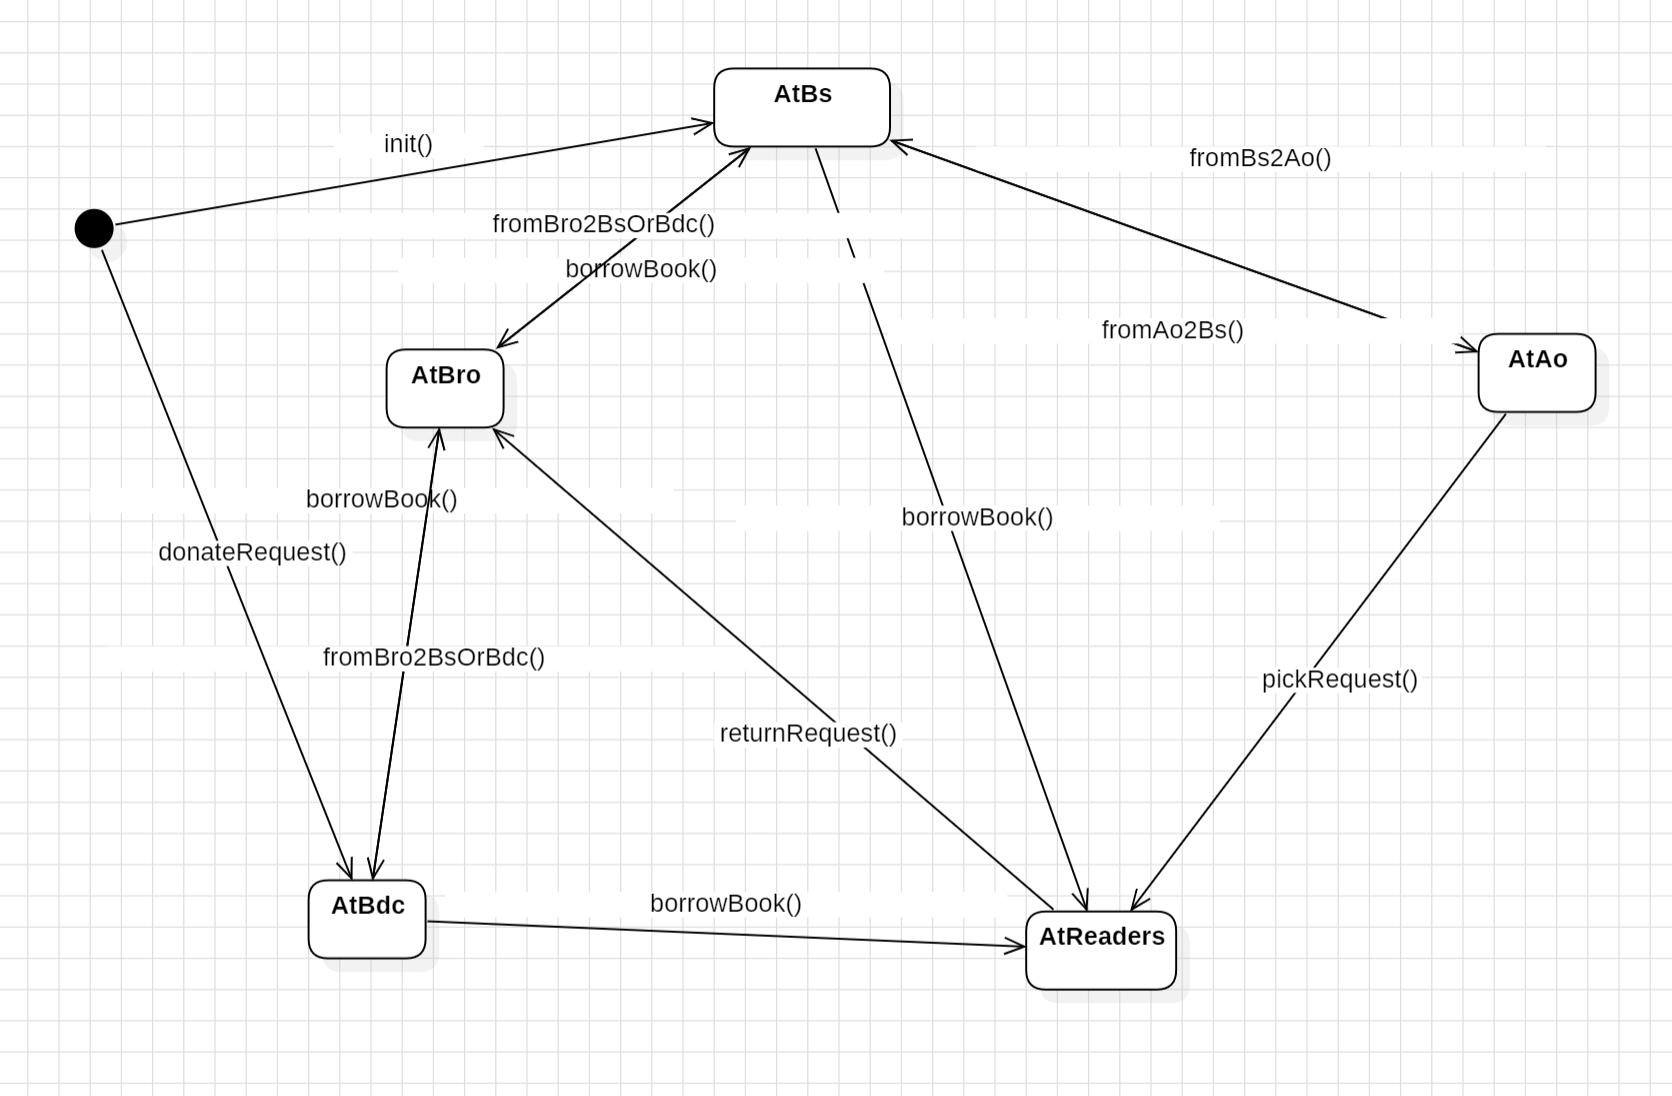 AtBs
init()
fromBs2Ao()
fromBro2BsOrBdc()
borrowBook()
fromAo2Bs()
AtBro
AtAo
borrowBook()
borrowBook()
donateRequest()
fromBro2BsOrBdc()
pickRequest()
returnRequest()
AtBdc
borrowBook()
AtReaders